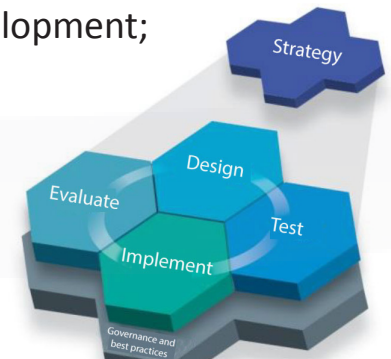 lopment;
Strategy
Design
Evaluate
Test
Implement
Governance and
best practices